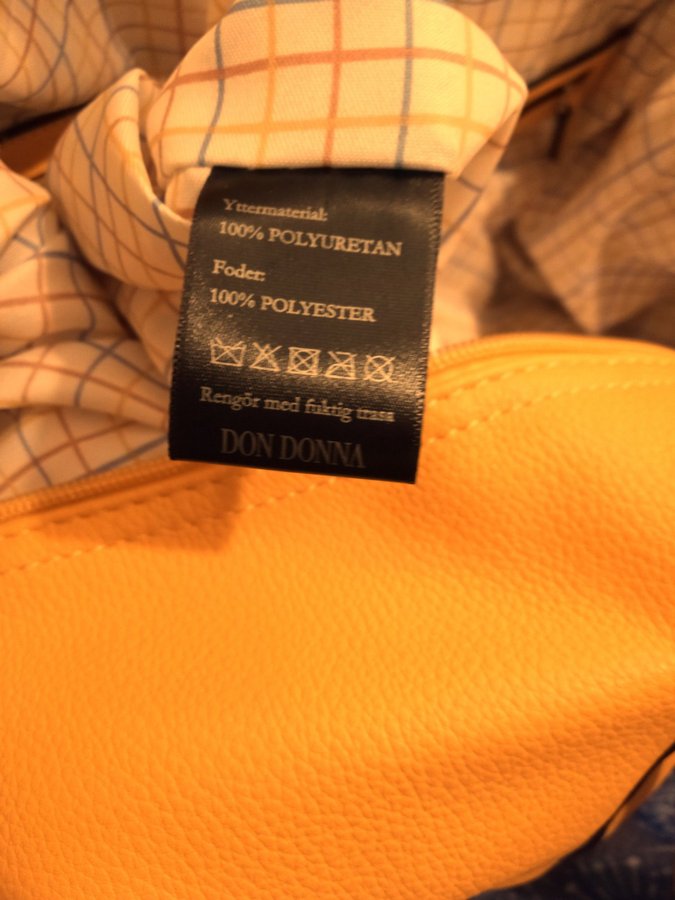 Yttermaterial:
100% POLYURETAN
Foder:
100% POLYESTER
Rengör med fuktig trasa
DON DONNA